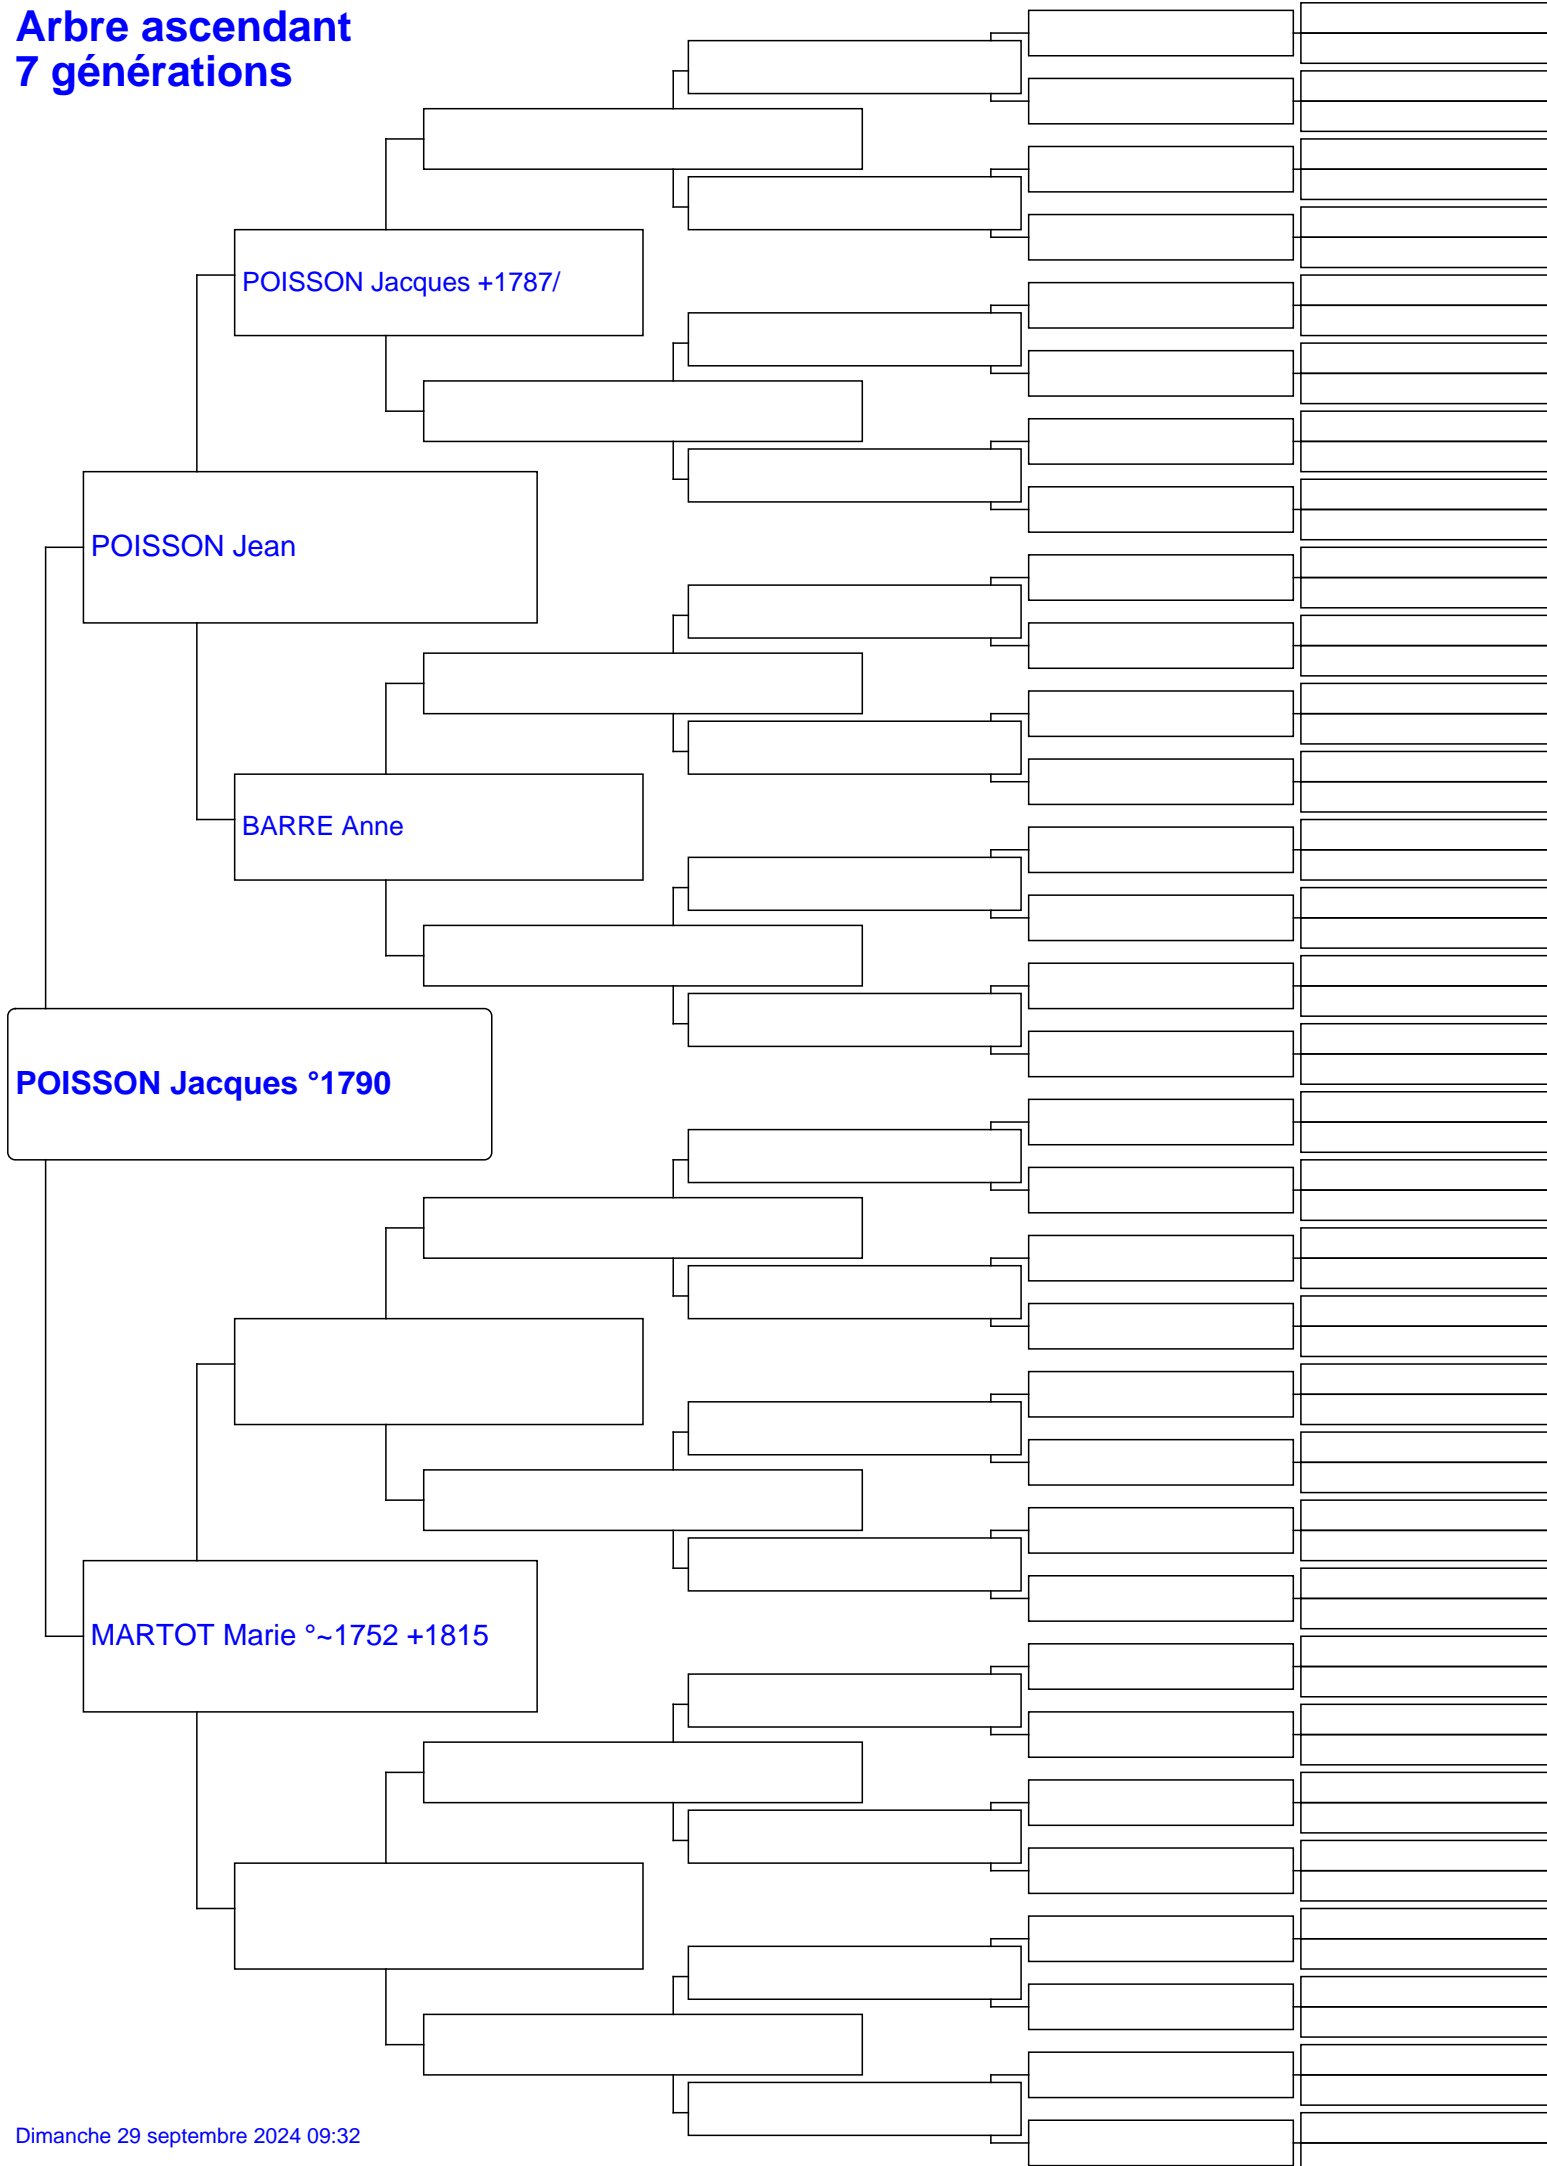 Arbre ascendant
7 générations
POISSON Jacques +1787/
POISSON Jean
BARRE Anne
POISSON Jacques °1790
MARTOT Marie °~1752 +1815
Dimanche 29 septembre 2024 09:32